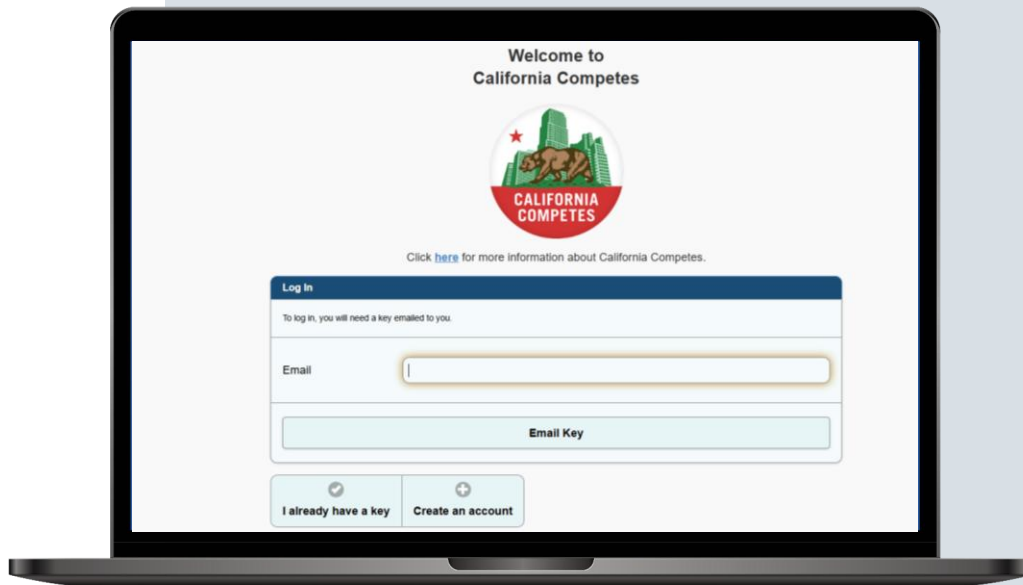 Welcome to
California Competes
CALIFORNIA
COMPETES
Click here for more information about California Competes.
Log In
To log in, you will need a key emailed to you.
Email
Email Key
I already have a key
Create an account